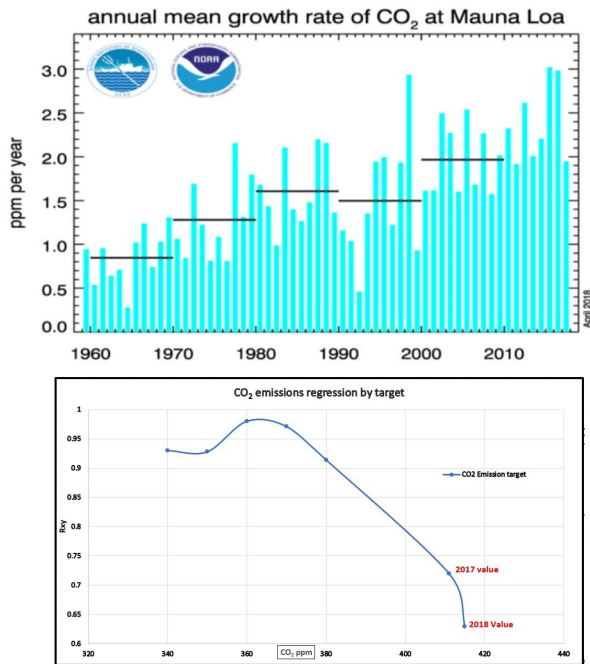 annual mean growth rate of CO₂ at Mauna Loa
NOAA
ppm per year
3.0
2.5
2.0
1.5
1.0
0.5
0.0
1960 1970 1980 1990 2000 2010
April 2018
CO₂ emissions regression by target
Rxy
1
0.95
0.9
0.85
0.8
0.75
0.7
0.65
0.6
CO2 Emission target
2017 value
2018 Value
320 340 360 380 400 420 440
CO₂ ppm